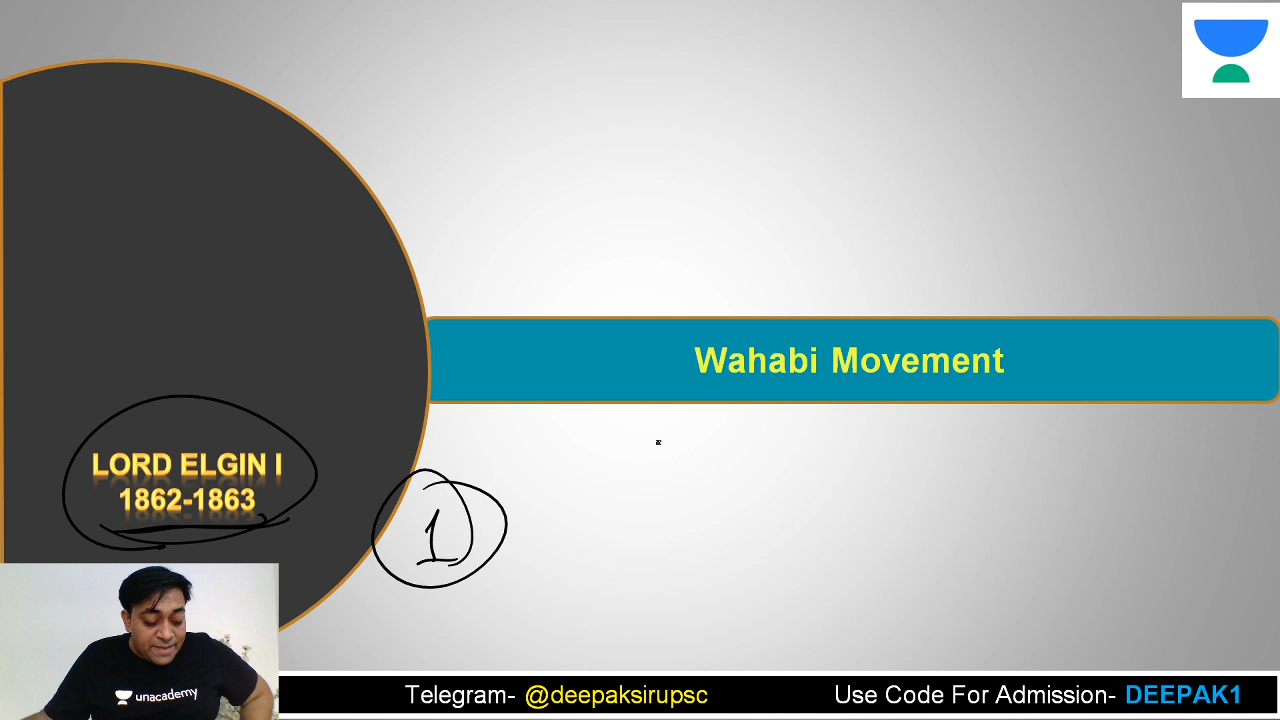 Wahabi Movement
LORD ELGIN I
1862-1863
1
unacademy
Telegram- @deepaksirupsc
Use Code For Admission- DEEPAK1